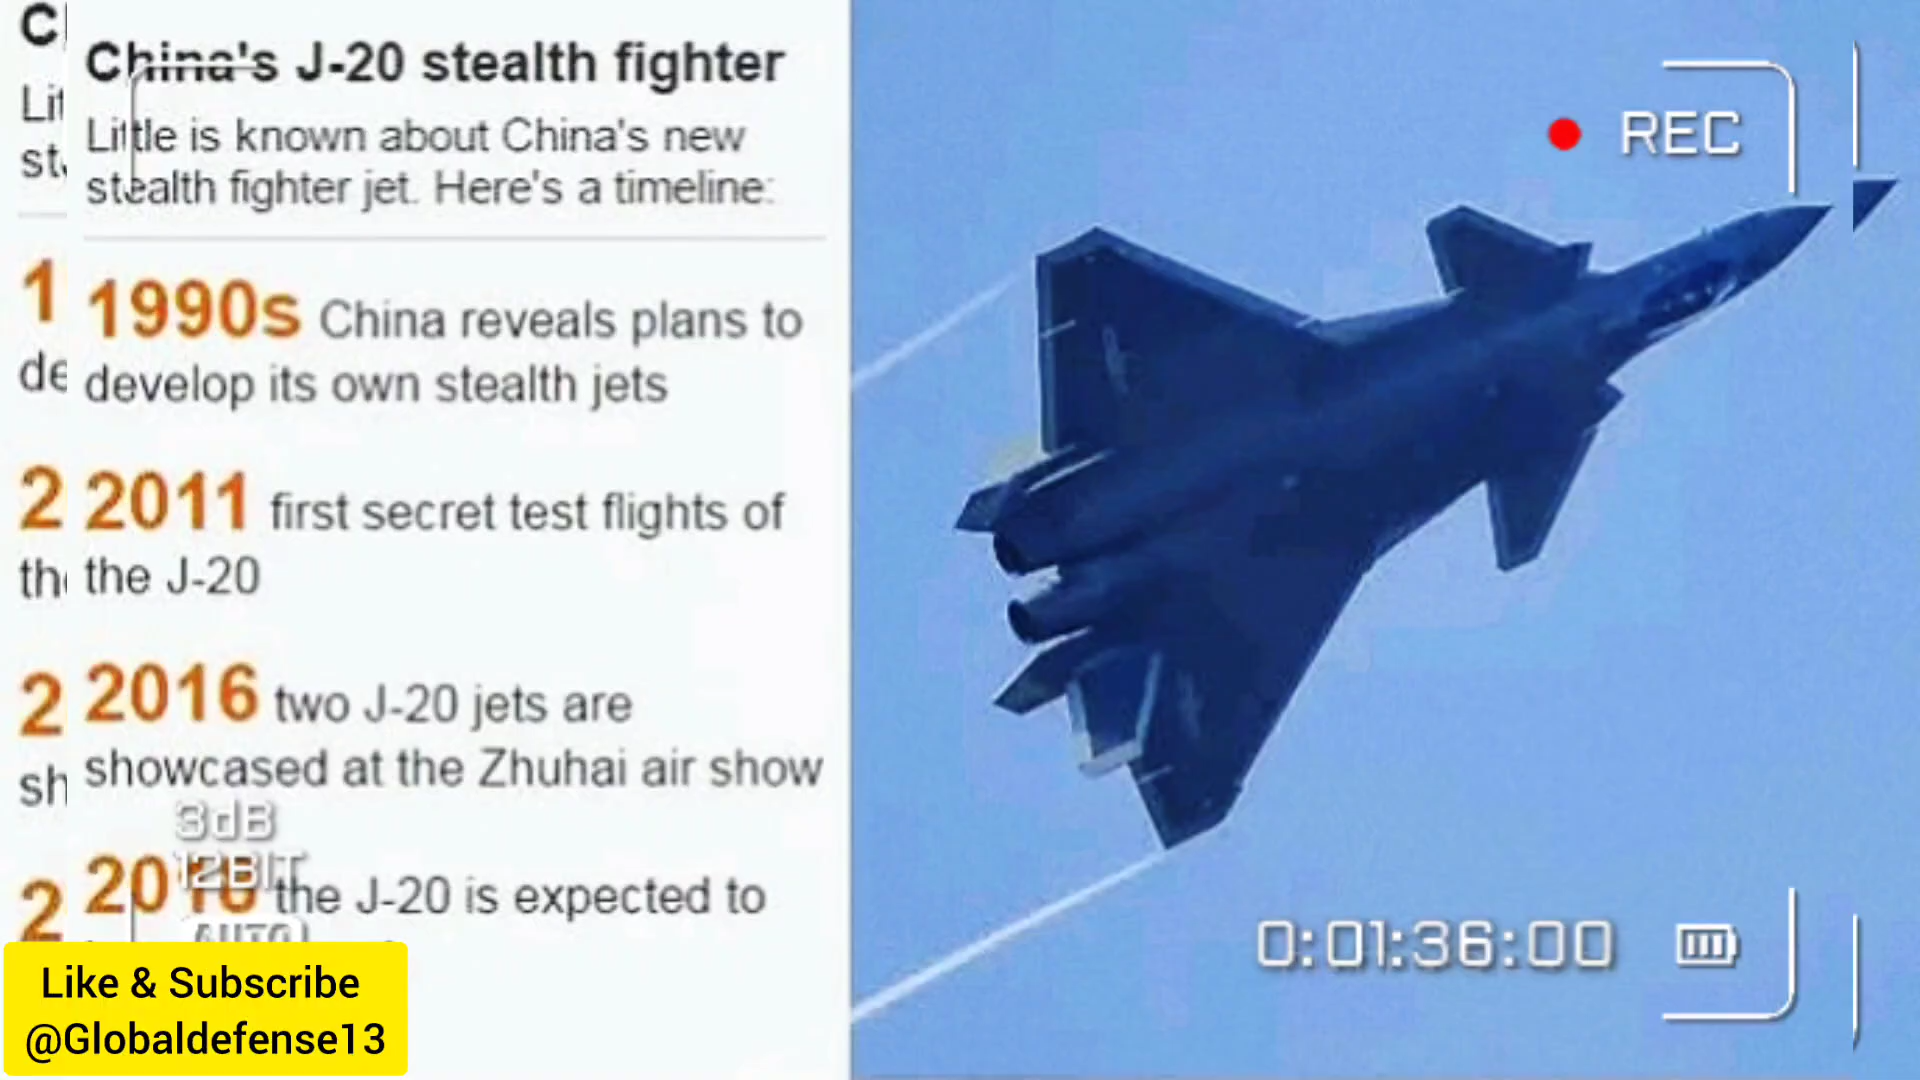 China's J-20 stealth fighter
Little is known about China's new
stealth fighter jet. Here's a timeline:
1990s China reveals plans to
develop its own stealth jets
2011 first secret test flights of
the J-20
2016 two J-20 jets are
showcased at the Zhuhai air show
3dB
12BIT
the J-20 is expected to
AUTO
Like & Subscribe
@Globaldefense13
REC
0:01:36:00